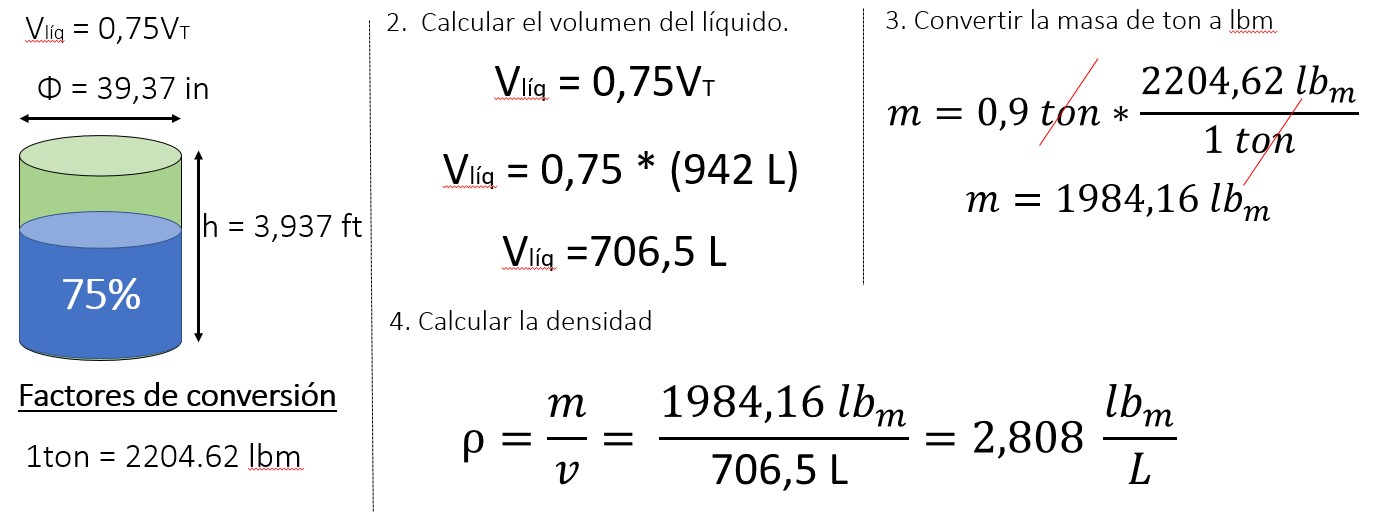 Vlíq = 0,75VT
Φ = 39,37 in
h = 3,937 ft
75%
Factores de conversión
1ton = 2204.62 lbm
2. Calcular el volumen del líquido.
Vlíq = 0,75VT
Vlíq = 0,75 * (942 L)
Vlíq =706,5 L
3. Convertir la masa de ton a lbm
m = 0,9 ton * 2204,62 lbm / 1 ton
m = 1984,16 lbm
4. Calcular la densidad
ρ = m / v = 1984,16 lbm / 706,5 L = 2,808 lbm / L